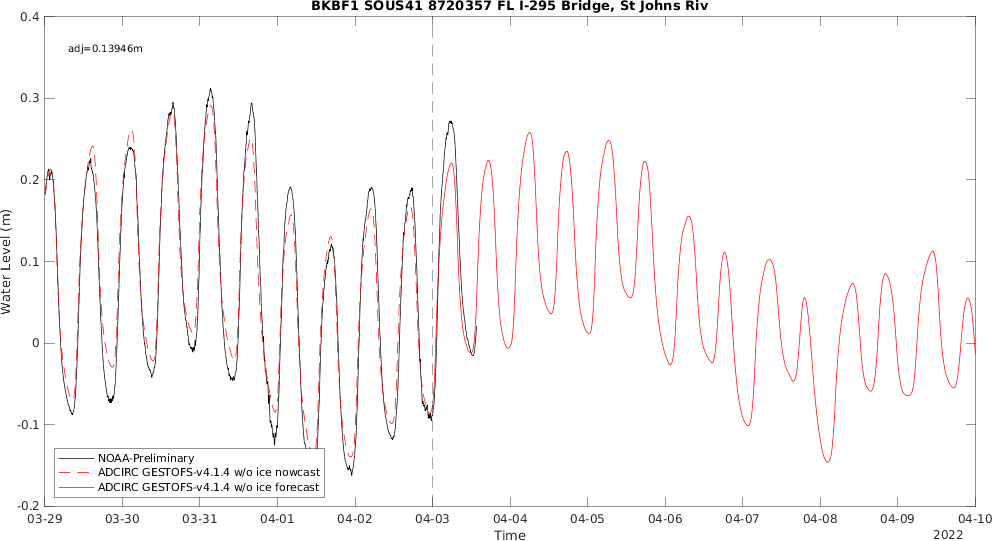 BKBF1 SOUS41 8720357 FL I-295 Bridge, St Johns Riv
adj=0.13946m
Water Level (m)
0.4
0.3
0.2
0.1
0
-0.1
-0.2
NOAA-Preliminary
ADCIRC GESTOFS-v4.1.4 w/o ice nowcast
ADCIRC GESTOFS-v4.1.4 w/o ice forecast
03-29 03-30 03-31 04-01 04-02 04-03 04-04 04-05 04-06 04-07 04-08 04-09 04-10
Time
2022